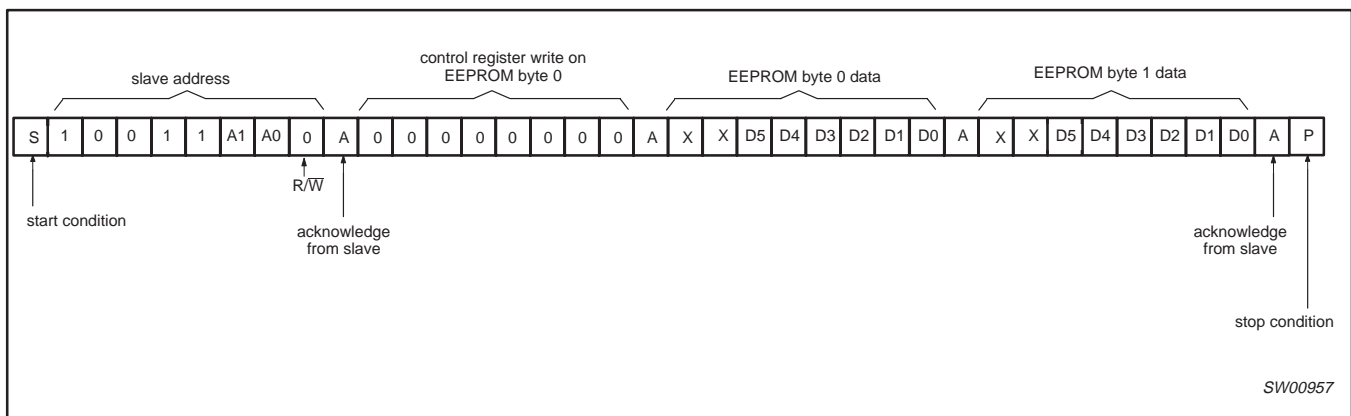 slave address
control register write on
EEPROM byte 0
EEPROM byte 0 data
EEPROM byte 1 data
S 1 0 0 1 1 A1 A0 0 A 0 0 0 0 0 0 0 0 A X X D5 D4 D3 D2 D1 D0 A X X D5 D4 D3 D2 D1 D0 A P
R/W̅
start condition
acknowledge
from slave
acknowledge
from slave
stop condition
SW00957